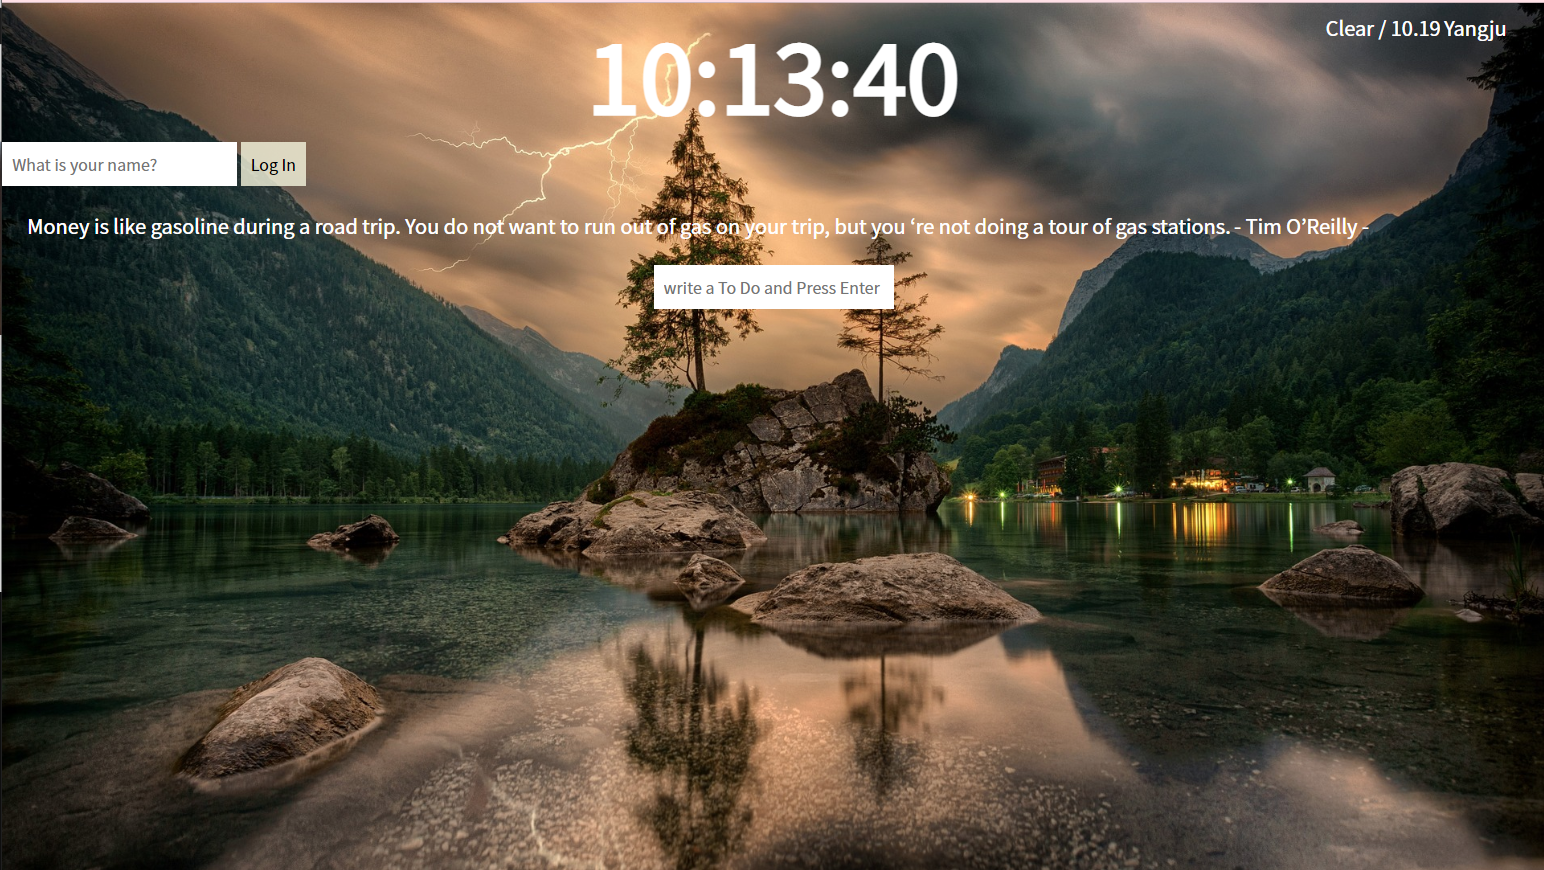 Clear / 10.19 Yangju
10:13:40
What is your name? Log In
Money is like gasoline during a road trip. You do not want to run out of gas on your trip, but you ‘re not doing a tour of gas stations. - Tim O’Reilly -
write a To Do and Press Enter